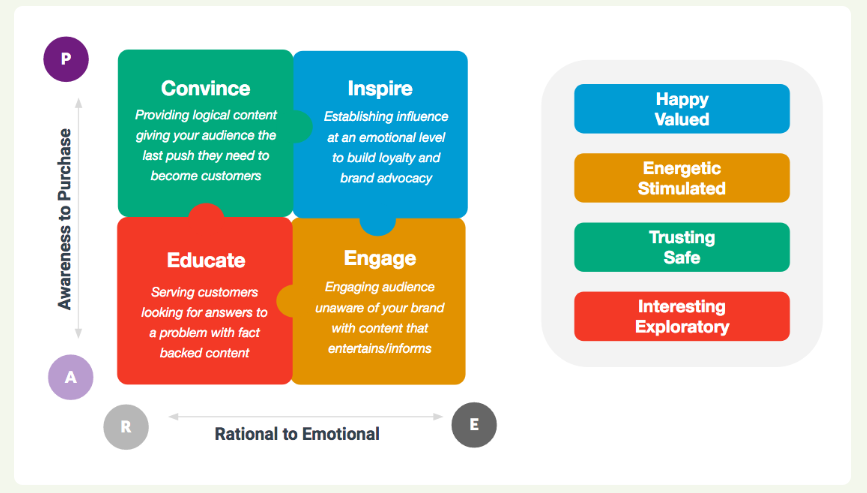 P
Convince
Providing logical content
giving your audience the
last push they need to
become customers
Inspire
Establishing influence
at an emotional level
to build loyalty and
brand advocacy
Educate
Serving customers
looking for answers to
a problem with fact
backed content
Engage
Engaging audience
unaware of your brand
with content that
entertains/informs
Awareness to Purchase
A
R
Rational to Emotional
E
Happy
Valued
Energetic
Stimulated
Trusting
Safe
Interesting
Exploratory